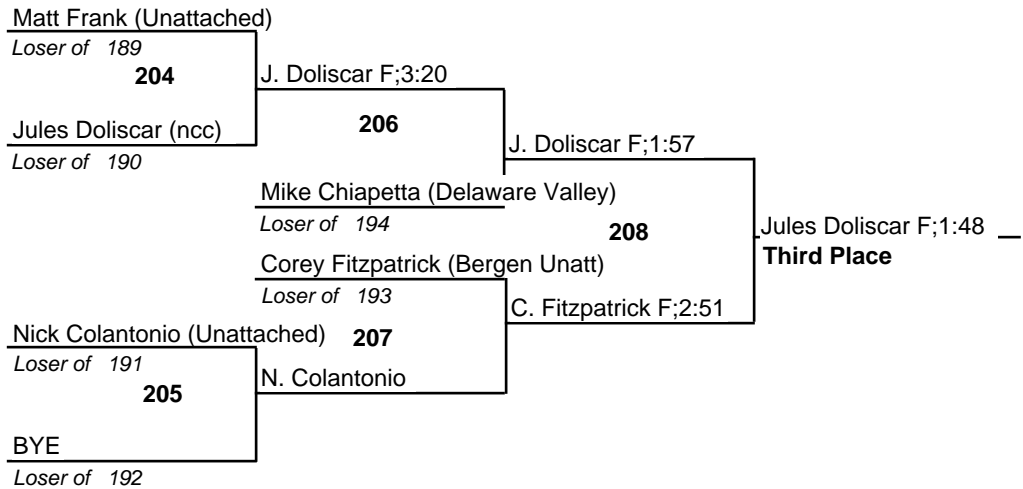 Matt Frank (Unattached)
Loser of 189
204
J. Doliscar F;3:20
Jules Doliscar (ncc)
Loser of 190
206
J. Doliscar F;1:57
Mike Chiapetta (Delaware Valley)
Loser of 194
208
Jules Doliscar F;1:48
Third Place
Corey Fitzpatrick (Bergen Unatt)
Loser of 193
C. Fitzpatrick F;2:51
Nick Colantonio (Unattached)
207
Loser of 191
205
N. Colantonio
BYE
Loser of 192